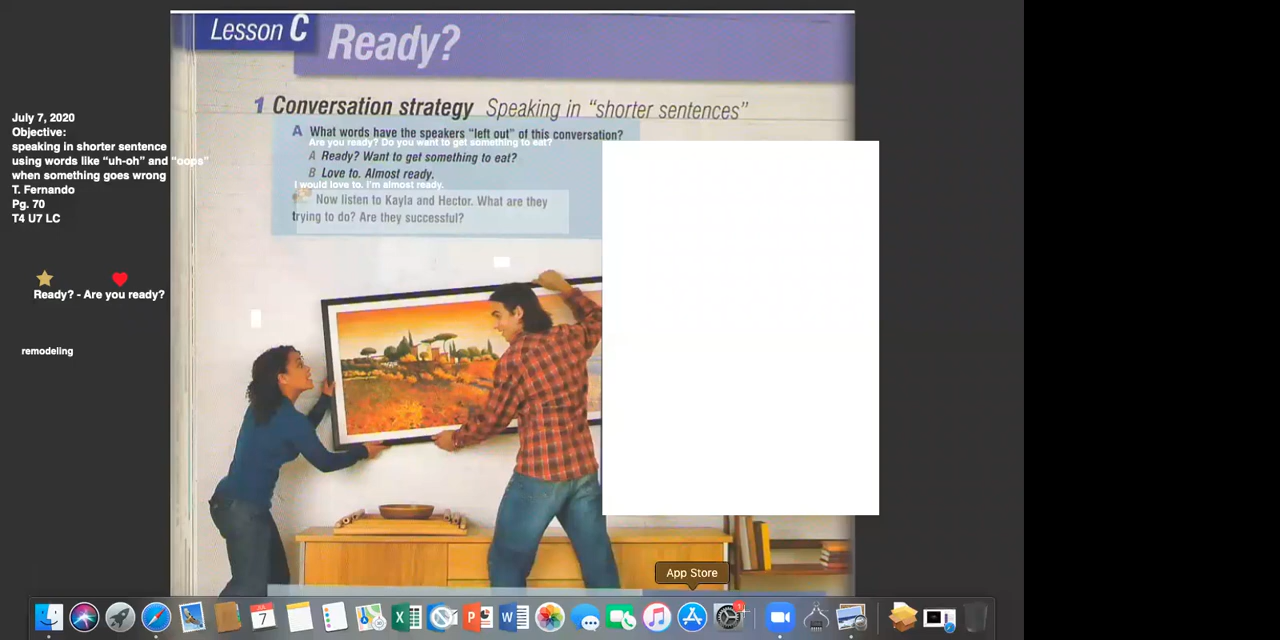 Lesson C
Ready?
1 Conversation strategy Speaking in “shorter sentences”
July 7, 2020
Objective:
speaking in shorter sentence
using words like “uh-oh” and “oops”
when something goes wrong
T. Fernando
Pg. 70
T4 U7 LC
A What words have the speakers “left out” of this conversation?
Are you ready? Do you want to get something to eat?
A Ready? Want to get something to eat?
B Love to. Almost ready.
I would love to. I'm almost ready.
Now listen to Kayla and Hector. What are they
trying to do? Are they successful?
Ready? - Are you ready?
remodeling
App Store
JUL
7
X
P
W
1